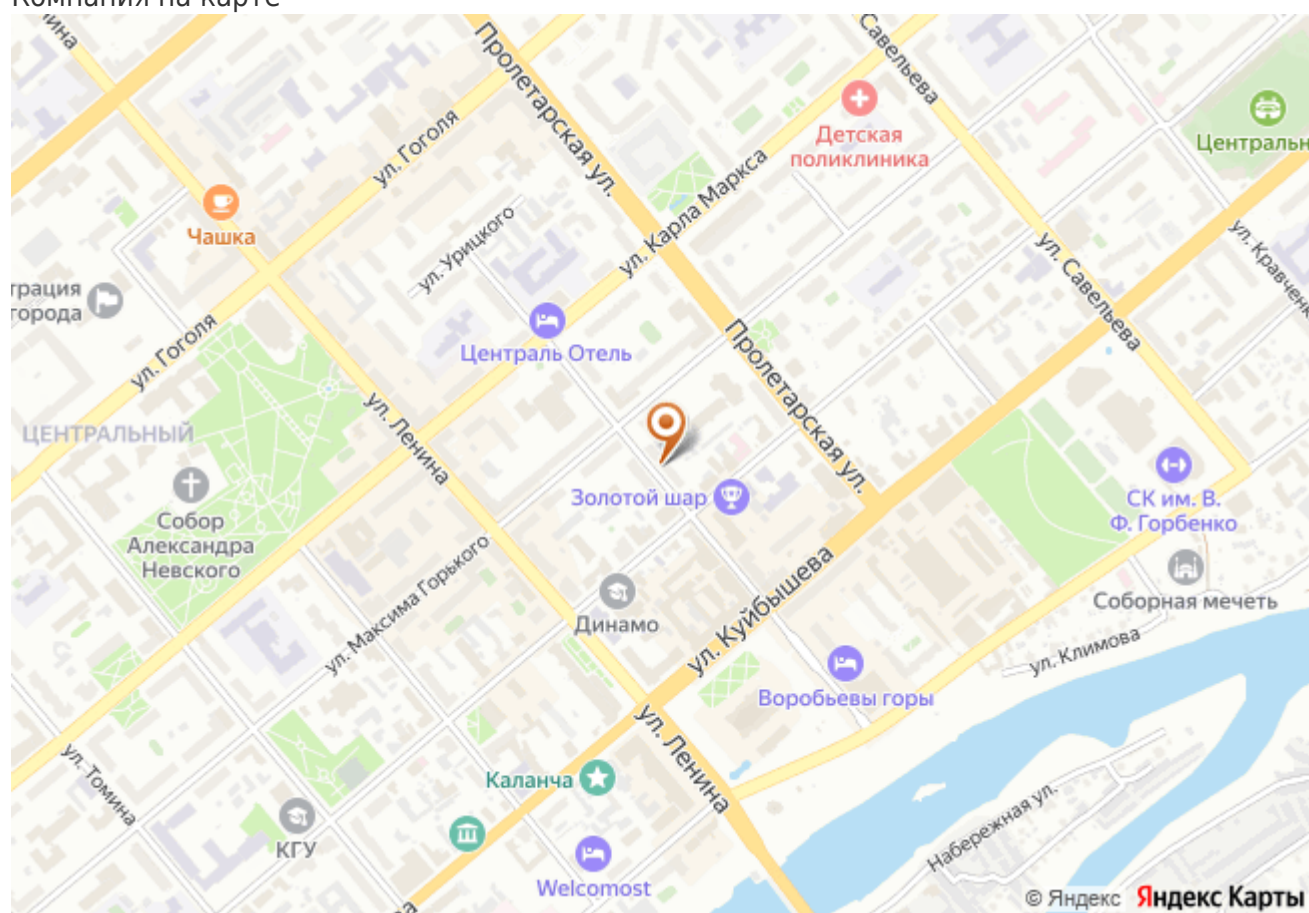 Компания на карте
ина
Пролетарская ул.
Савельева
Детская
поликлиника
Центральн
ул. Гоголя
ул. Карла Маркса
Чашка
ул. Урицкого
ул. Савельева
ул. Кравченк
трация
города
ул. Гоголя
Централь Отель
Пролетарская ул.
ЦЕНТРАЛЬНЫЙ
ул. Ленина
Собор
Александра
Невского
Золотой шар
СК им. В.
Ф. Горбенко
ул. Максима Горького
Динамо
ул. Куйбышева
Соборная мечеть
ул. Климова
Воробьевы горы
ул. Томина
Каланча
ул. Ленина
КГУ
Welcomost
Набережная ул.
© Яндекс Яндекс Карты